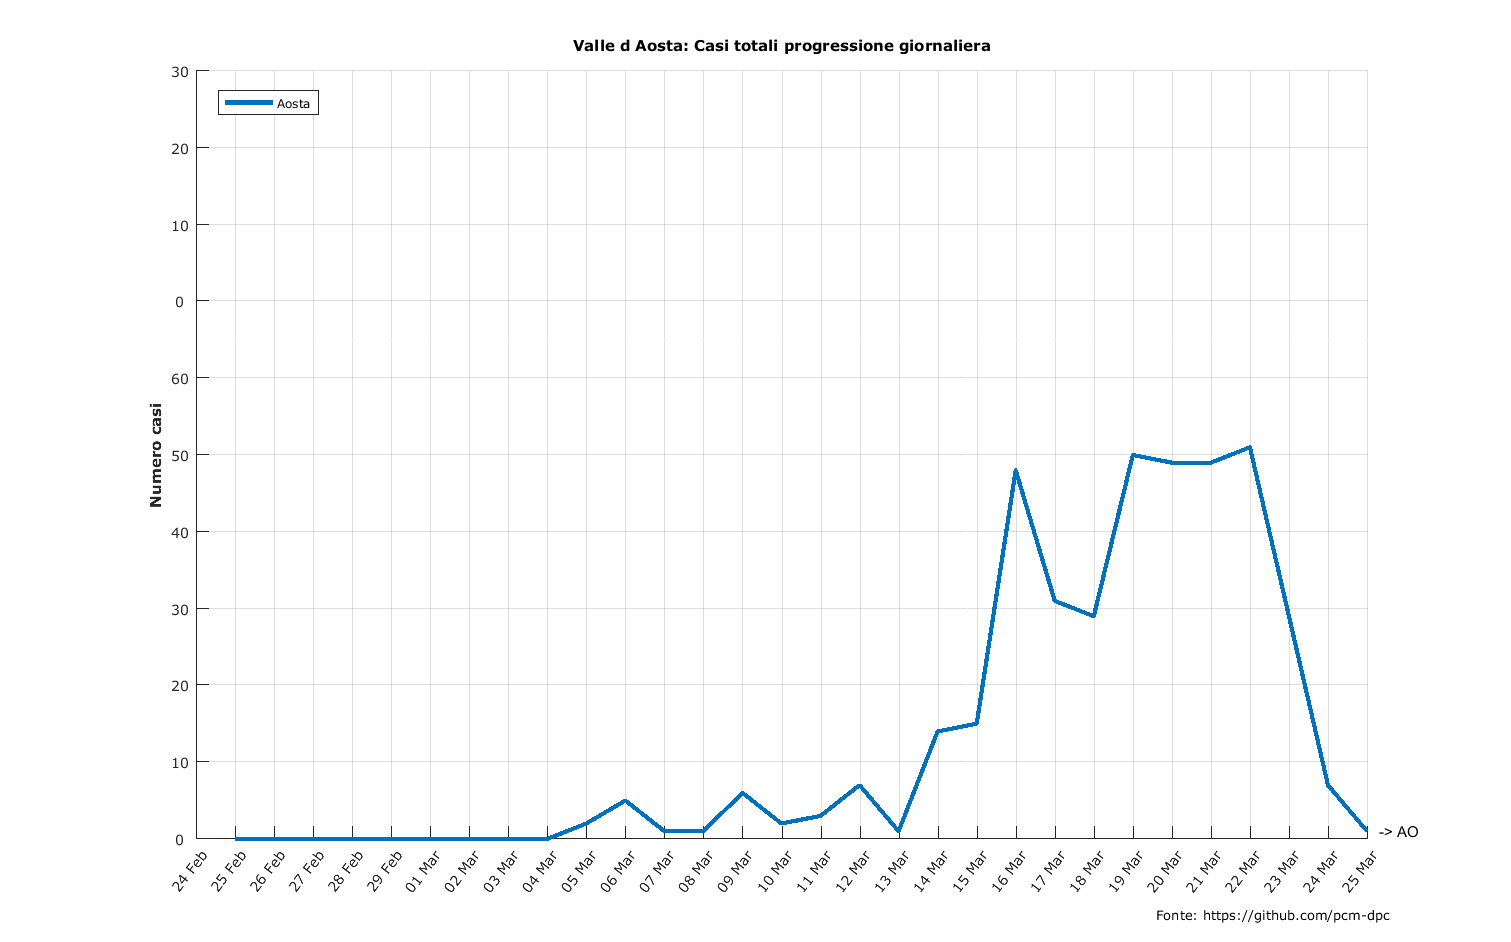 Valle d Aosta: Casi totali progressione giornaliera
30
20
10
0
60
50
40
30
20
10
0
Numero casi
Aosta
-> AO
24 Feb
25 Feb
26 Feb
27 Feb
28 Feb
29 Feb
01 Mar
02 Mar
03 Mar
04 Mar
05 Mar
06 Mar
07 Mar
08 Mar
09 Mar
10 Mar
11 Mar
12 Mar
13 Mar
14 Mar
15 Mar
16 Mar
17 Mar
18 Mar
19 Mar
20 Mar
21 Mar
22 Mar
23 Mar
24 Mar
25 Mar
Fonte: https://github.com/pcm-dpc